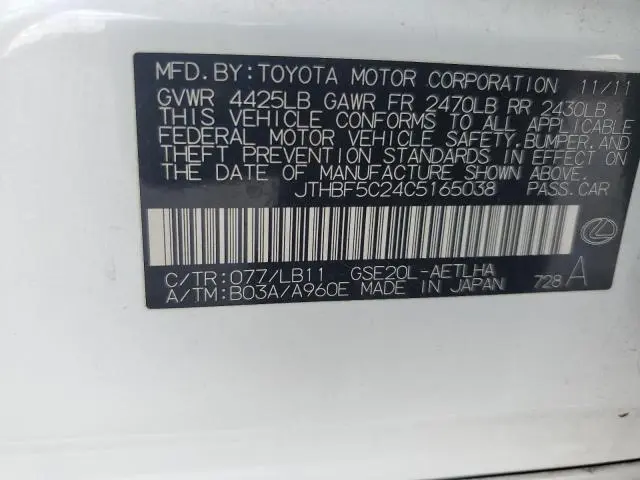 MFD.BY:TOYOTA MOTOR CORPORATION 11/11
GVWR 4425LB GAWR FR 2470LB RR 2430LB
THIS VEHICLE CONFORMS TO ALL APPLICABLE
FEDERAL MOTOR VEHICLE SAFETY,BUMPER,AND
THEFT PREVENTION STANDARDS IN EFFECT ON
THE DATE OF MANUFACTURE SHOWN ABOVE.
JTHBF5C24C5165038 PASS.CAR
C/TR:077/LB11 GSE20L-AETLHA
A/TM:B03A/A960E MADE IN JAPAN 728 A